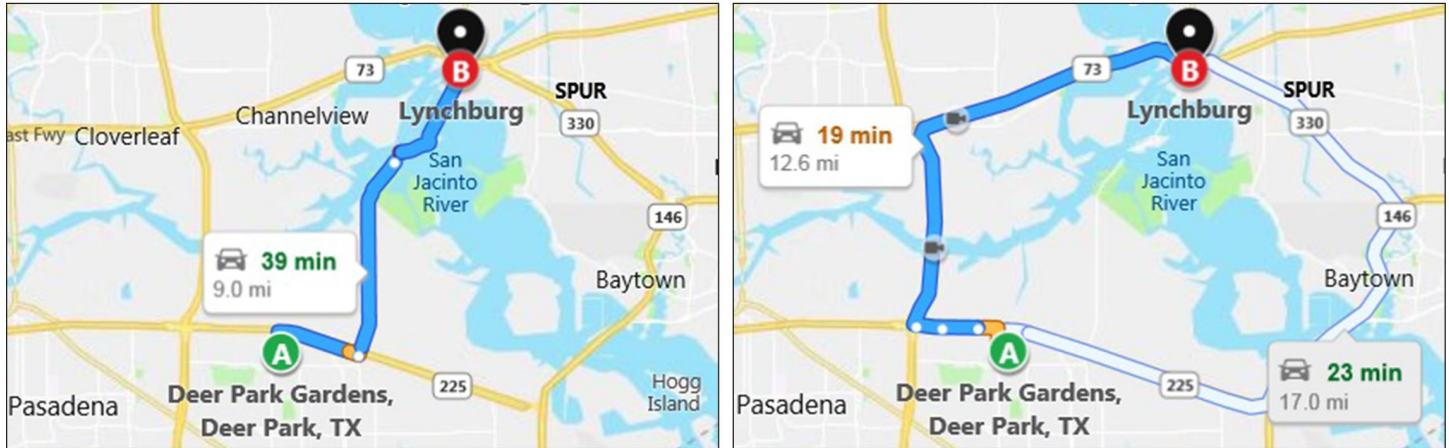 73
B
SPUR
Channelview
Lynchburg
330
ast Fwy
Cloverleaf
San
Jacinto
River
146
39 min
9.0 mi
Baytown
A
225
Hogg
Island
Deer Park Gardens,
Deer Park, TX
Pasadena
B
73
SPUR
Lynchburg
330
19 min
12.6 mi
San
Jacinto
River
146
Baytown
A
23 min
17.0 mi
225
Deer Park Gardens,
Deer Park, TX
Pasadena